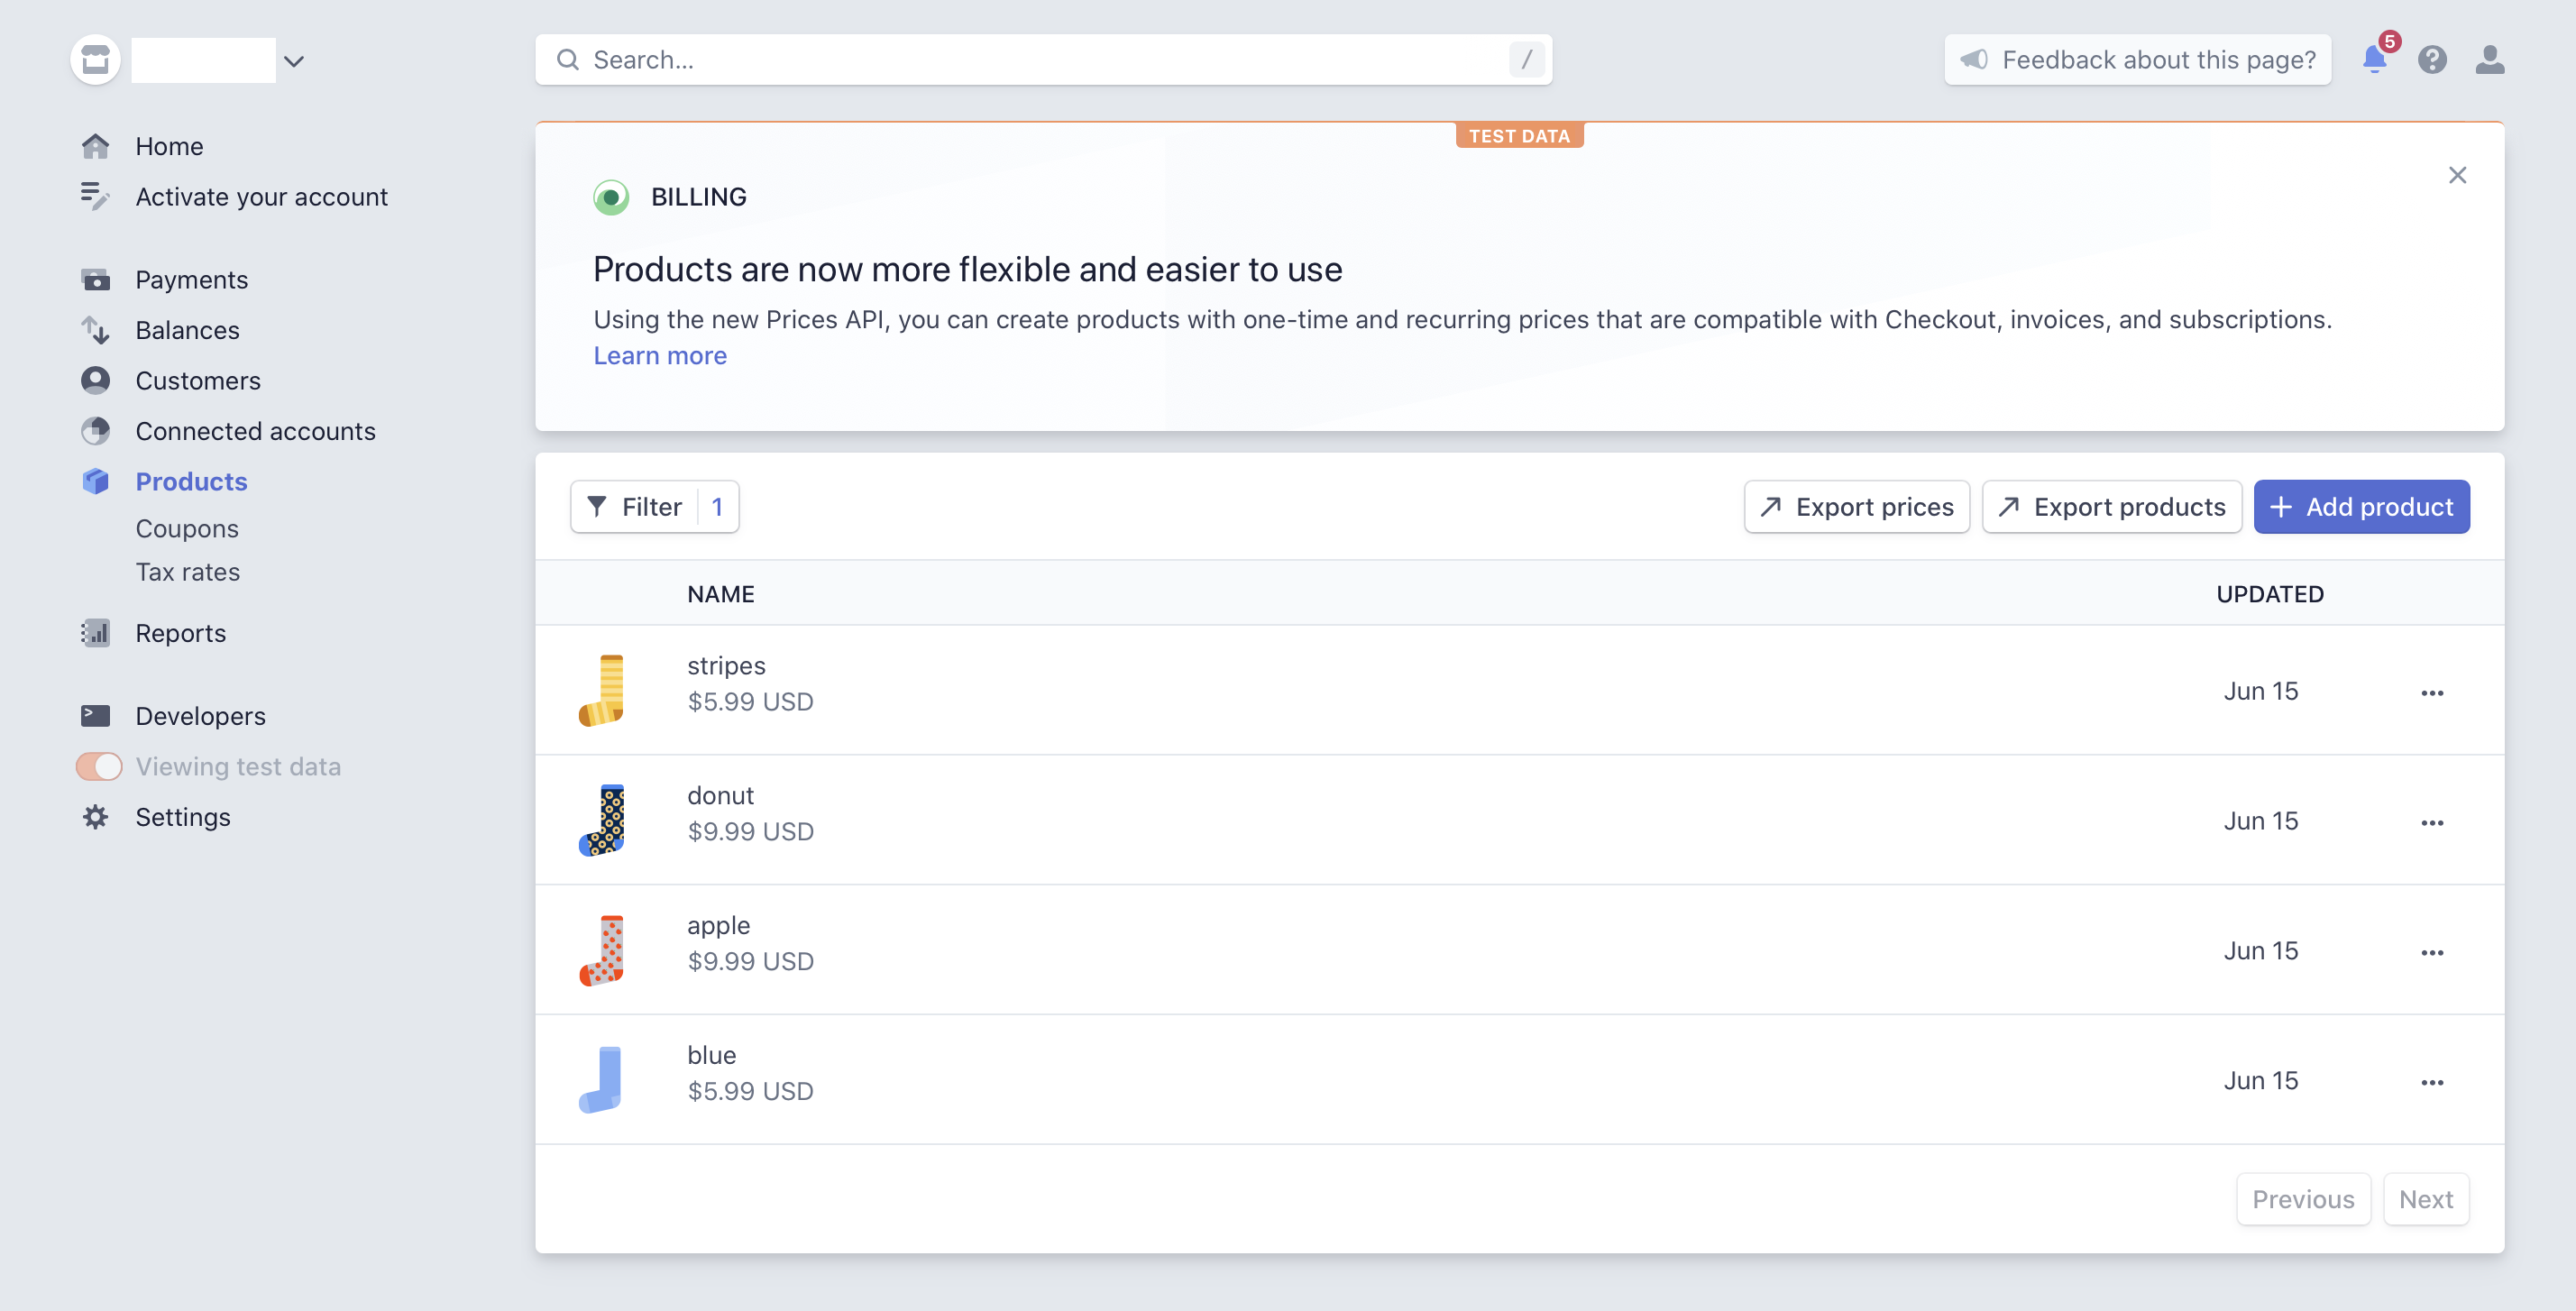 Search...
/
Feedback about this page?
5
Home
Activate your account
Payments
Balances
Customers
Connected accounts
Products
Coupons
Tax rates
Reports
Developers
Viewing test data
Settings
TEST DATA
BILLING
Products are now more flexible and easier to use
Using the new Prices API, you can create products with one-time and recurring prices that are compatible with Checkout, invoices, and subscriptions.
Learn more
Filter 1
Export prices
Export products
Add product
NAME UPDATED
stripes
$5.99 USD
Jun 15
donut
$9.99 USD
Jun 15
apple
$9.99 USD
Jun 15
blue
$5.99 USD
Jun 15
Previous
Next